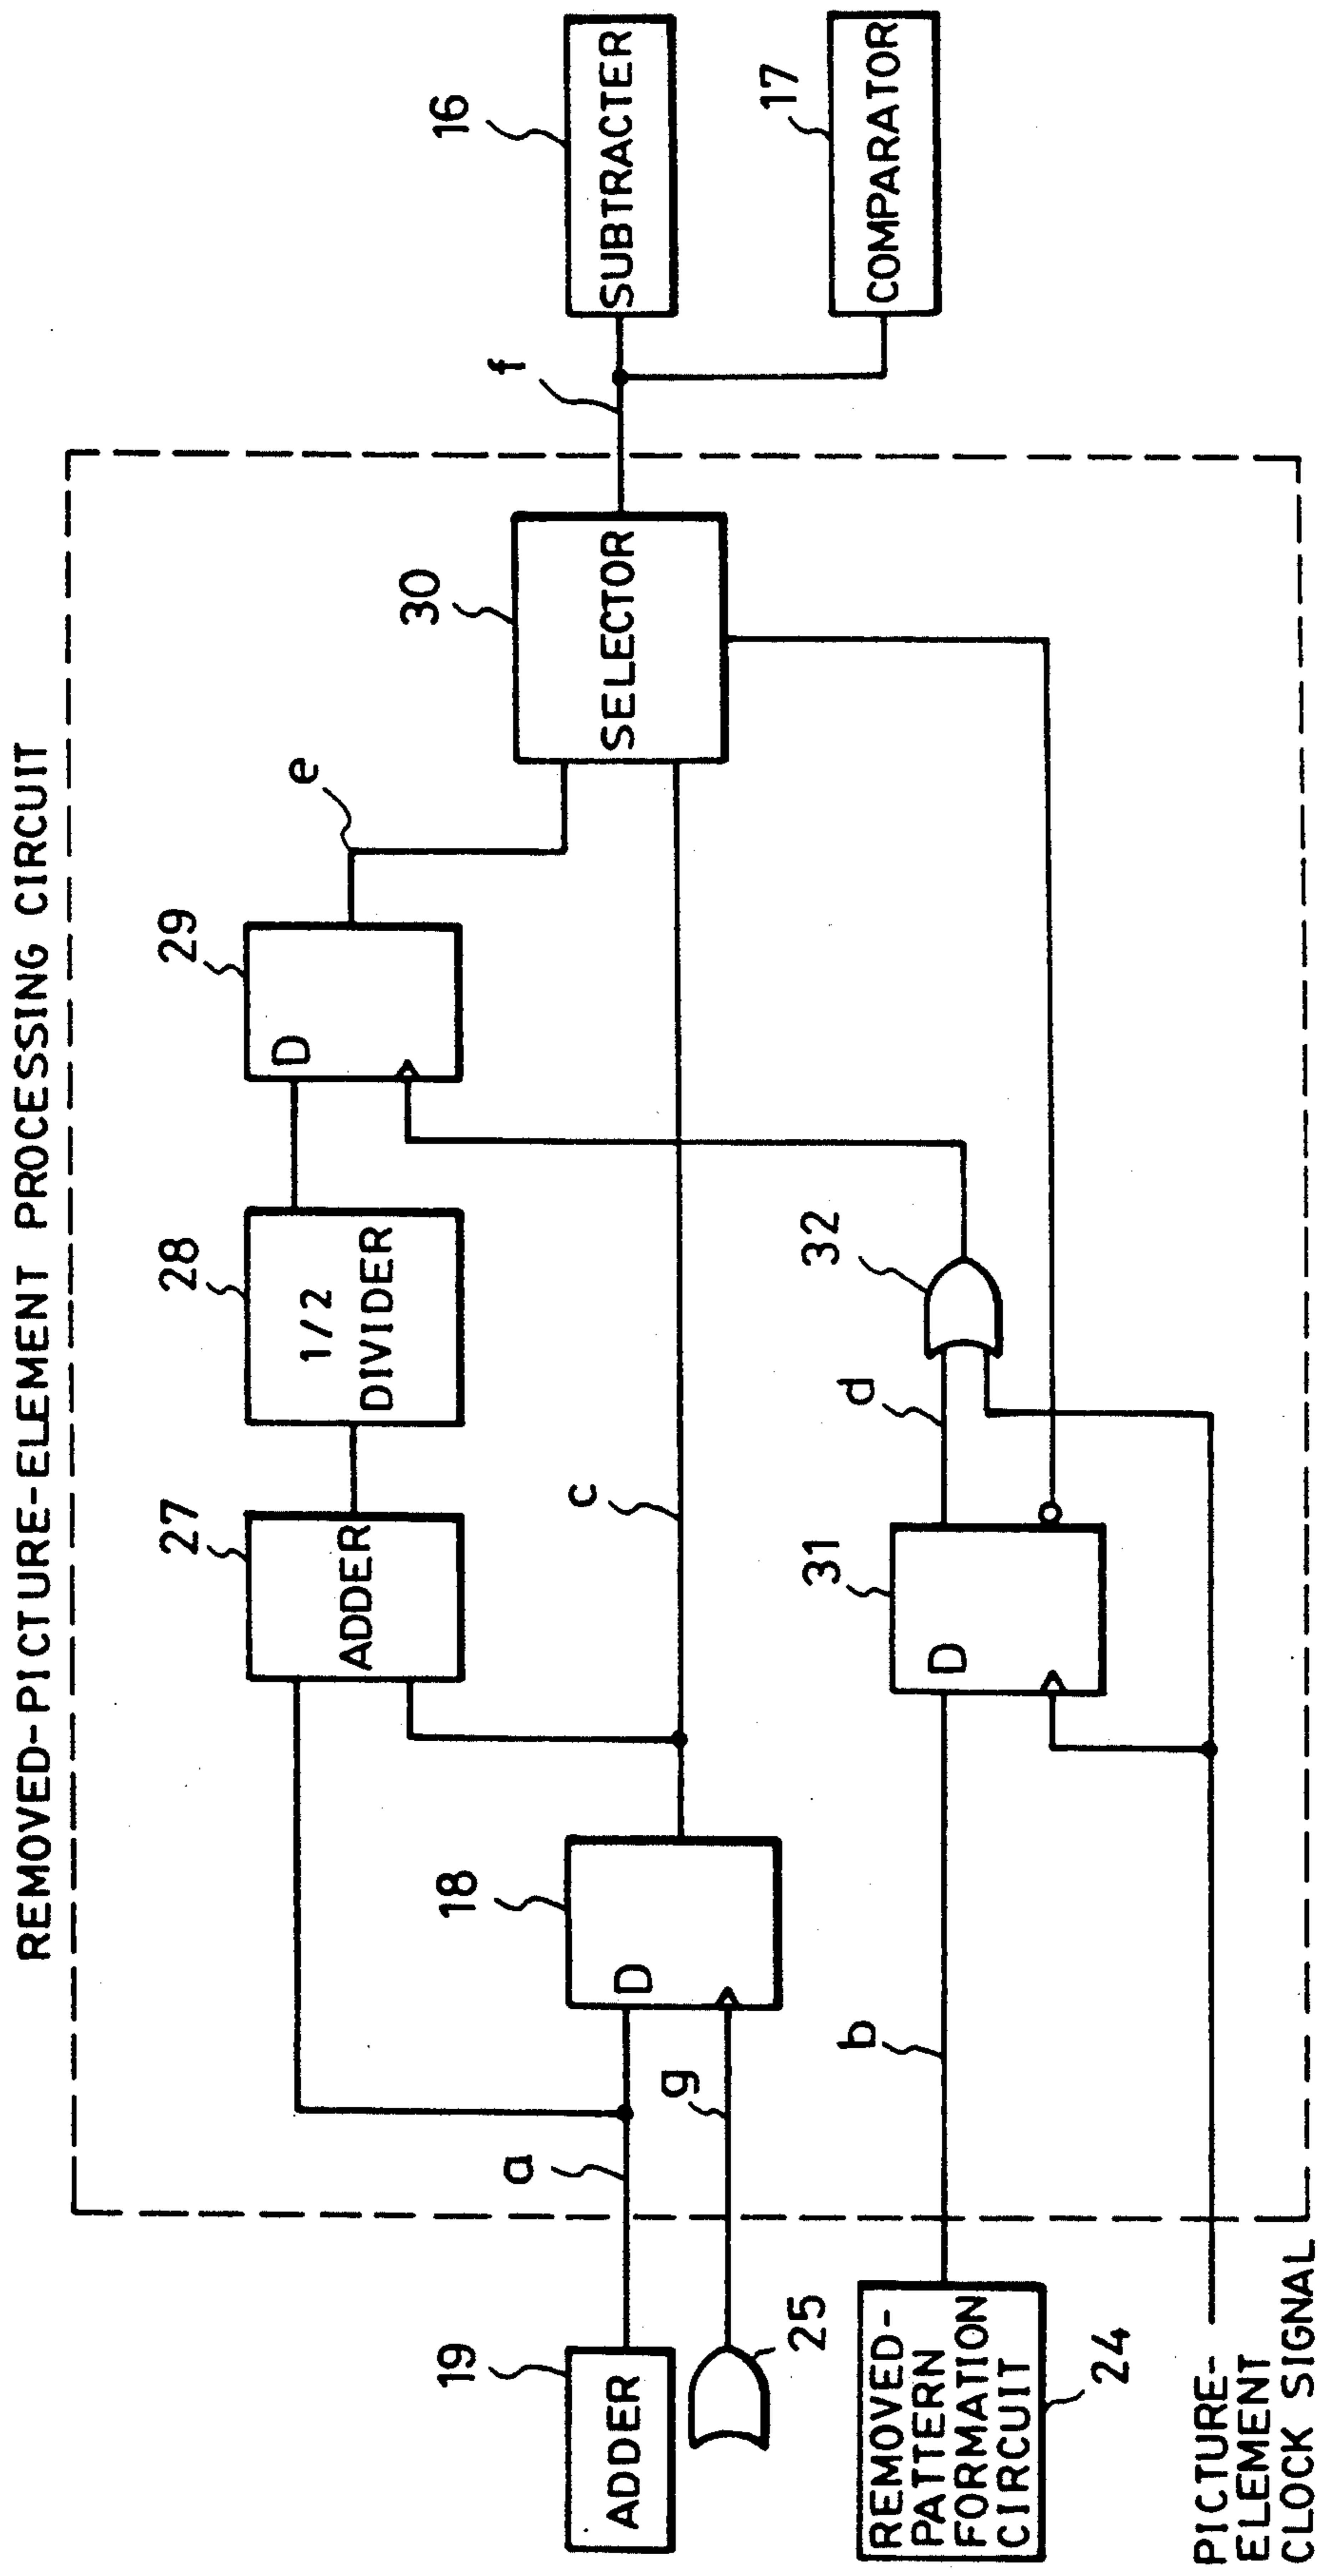 REMOVED-PICTURE-ELEMENT PROCESSING CIRCUIT
19
ADDER
25
REMOVED-
PATTERN
FORMATION
CIRCUIT
24
PICTURE-
ELEMENT
CLOCK SIGNAL
a
g
b
18
D
27
ADDER
c
31
D
d
32
28
1/2
DIVIDER
29
D
e
30
SELECTOR
f
16
SUBTRACTER
17
COMPARATOR